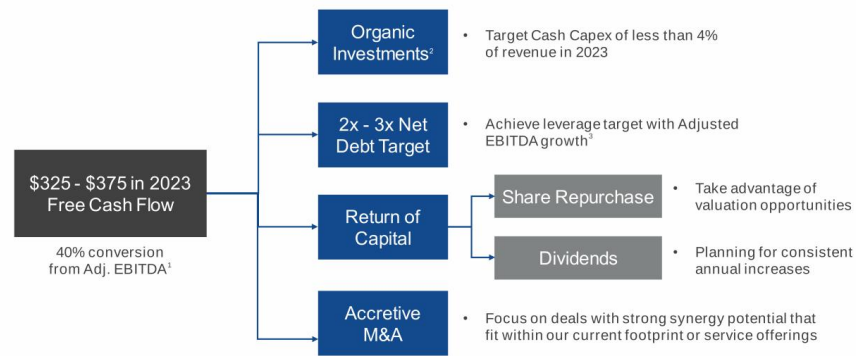 $325 - $375 in 2023
Free Cash Flow
40% conversion
from Adj. EBITDA¹
Organic
Investments²
• Target Cash Capex of less than 4%
of revenue in 2023
2x - 3x Net
Debt Target
• Achieve leverage target with Adjusted
EBITDA growth³
Return of
Capital
Share Repurchase
• Take advantage of
valuation opportunities
Dividends
• Planning for consistent
annual increases
Accretive
M&A
• Focus on deals with strong synergy potential that
fit within our current footprint or service offerings